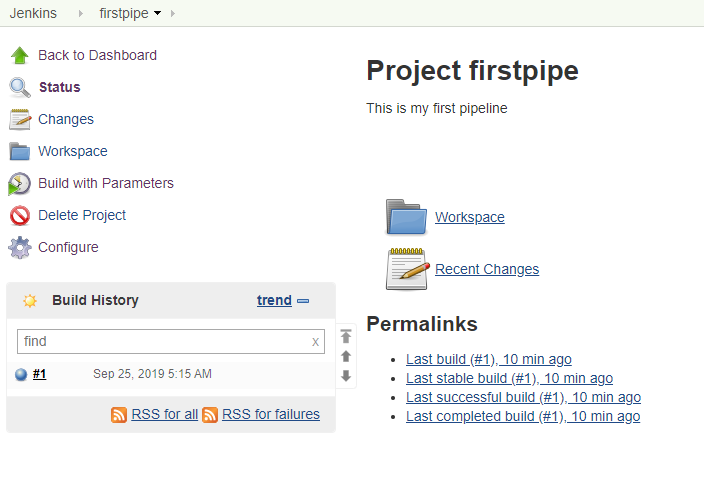 Jenkins firstpipe
Back to Dashboard
Status
Changes
Workspace
Build with Parameters
Delete Project
Configure
Build History trend
find x
#1 Sep 25, 2019 5:15 AM
RSS for all RSS for failures
Project firstpipe
This is my first pipeline
Workspace
Recent Changes
Permalinks
Last build (#1), 10 min ago
Last stable build (#1), 10 min ago
Last successful build (#1), 10 min ago
Last completed build (#1), 10 min ago